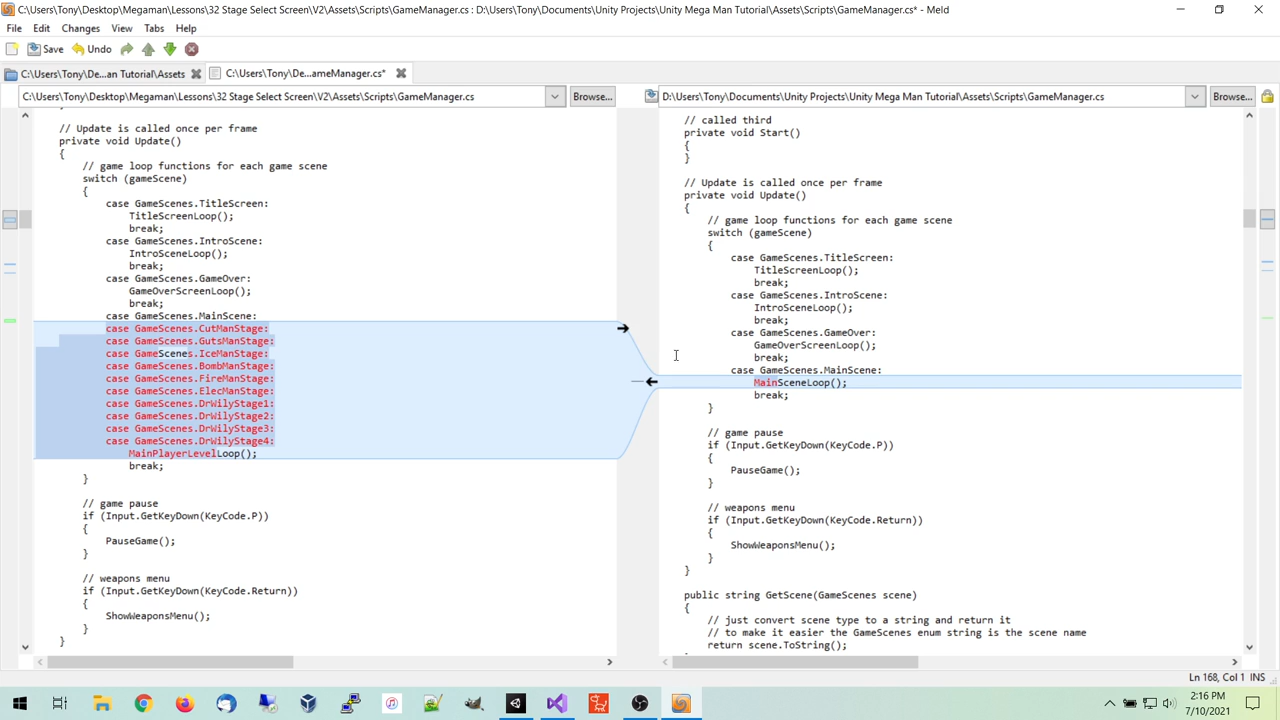 C:\Users\Tony\Desktop\Megaman\Lessons\32 Stage Select Screen\V2\Assets\Scripts\GameManager.cs : D:\Users\Tony\Documents\Unity Projects\Unity Mega Man Tutorial\Assets\Scripts\GameManager.cs* - Meld
File Edit Changes View Tabs Help
Save Undo
C:\Users\Tony\De...an Tutorial\Assets C:\Users\Tony\De...ameManager.cs*
C:\Users\Tony\Desktop\Megaman\Lessons\32 Stage Select Screen\V2\Assets\Scripts\GameManager.cs Browse...
D:\Users\Tony\Documents\Unity Projects\Unity Mega Man Tutorial\Assets\Scripts\GameManager.cs Browse...
// Update is called once per frame
private void Update()
{
// game loop functions for each game scene
switch (gameScene)
{
case GameScenes.TitleScreen:
TitleScreenLoop();
break;
case GameScenes.IntroScene:
IntroSceneLoop();
break;
case GameScenes.GameOver:
GameOverScreenLoop();
break;
case GameScenes.MainScene:
case GameScenes.CutManStage:
case GameScenes.GutsManStage:
case GameScenes.IceManStage:
case GameScenes.BombManStage:
case GameScenes.FireManStage:
case GameScenes.ElecManStage:
case GameScenes.DrWilyStage1:
case GameScenes.DrWilyStage2:
case GameScenes.DrWilyStage3:
case GameScenes.DrWilyStage4:
MainPlayerLevelLoop();
break;
}
// game pause
if (Input.GetKeyDown(KeyCode.P))
{
PauseGame();
}
// weapons menu
if (Input.GetKeyDown(KeyCode.Return))
{
ShowWeaponsMenu();
}
}
// called third
private void Start()
{
}
// Update is called once per frame
private void Update()
{
// game loop functions for each game scene
switch (gameScene)
{
case GameScenes.TitleScreen:
TitleScreenLoop();
break;
case GameScenes.IntroScene:
IntroSceneLoop();
break;
case GameScenes.GameOver:
GameOverScreenLoop();
break;
case GameScenes.MainScene:
MainSceneLoop();
break;
}
// game pause
if (Input.GetKeyDown(KeyCode.P))
{
PauseGame();
}
// weapons menu
if (Input.GetKeyDown(KeyCode.Return))
{
ShowWeaponsMenu();
}
}
public string GetScene(GameScenes scene)
{
// just convert scene type to a string and return it
// to make it easier the GameScenes enum string is the scene name
return scene.ToString();
Ln 168, Col 1 INS
2:16 PM
7/10/2021